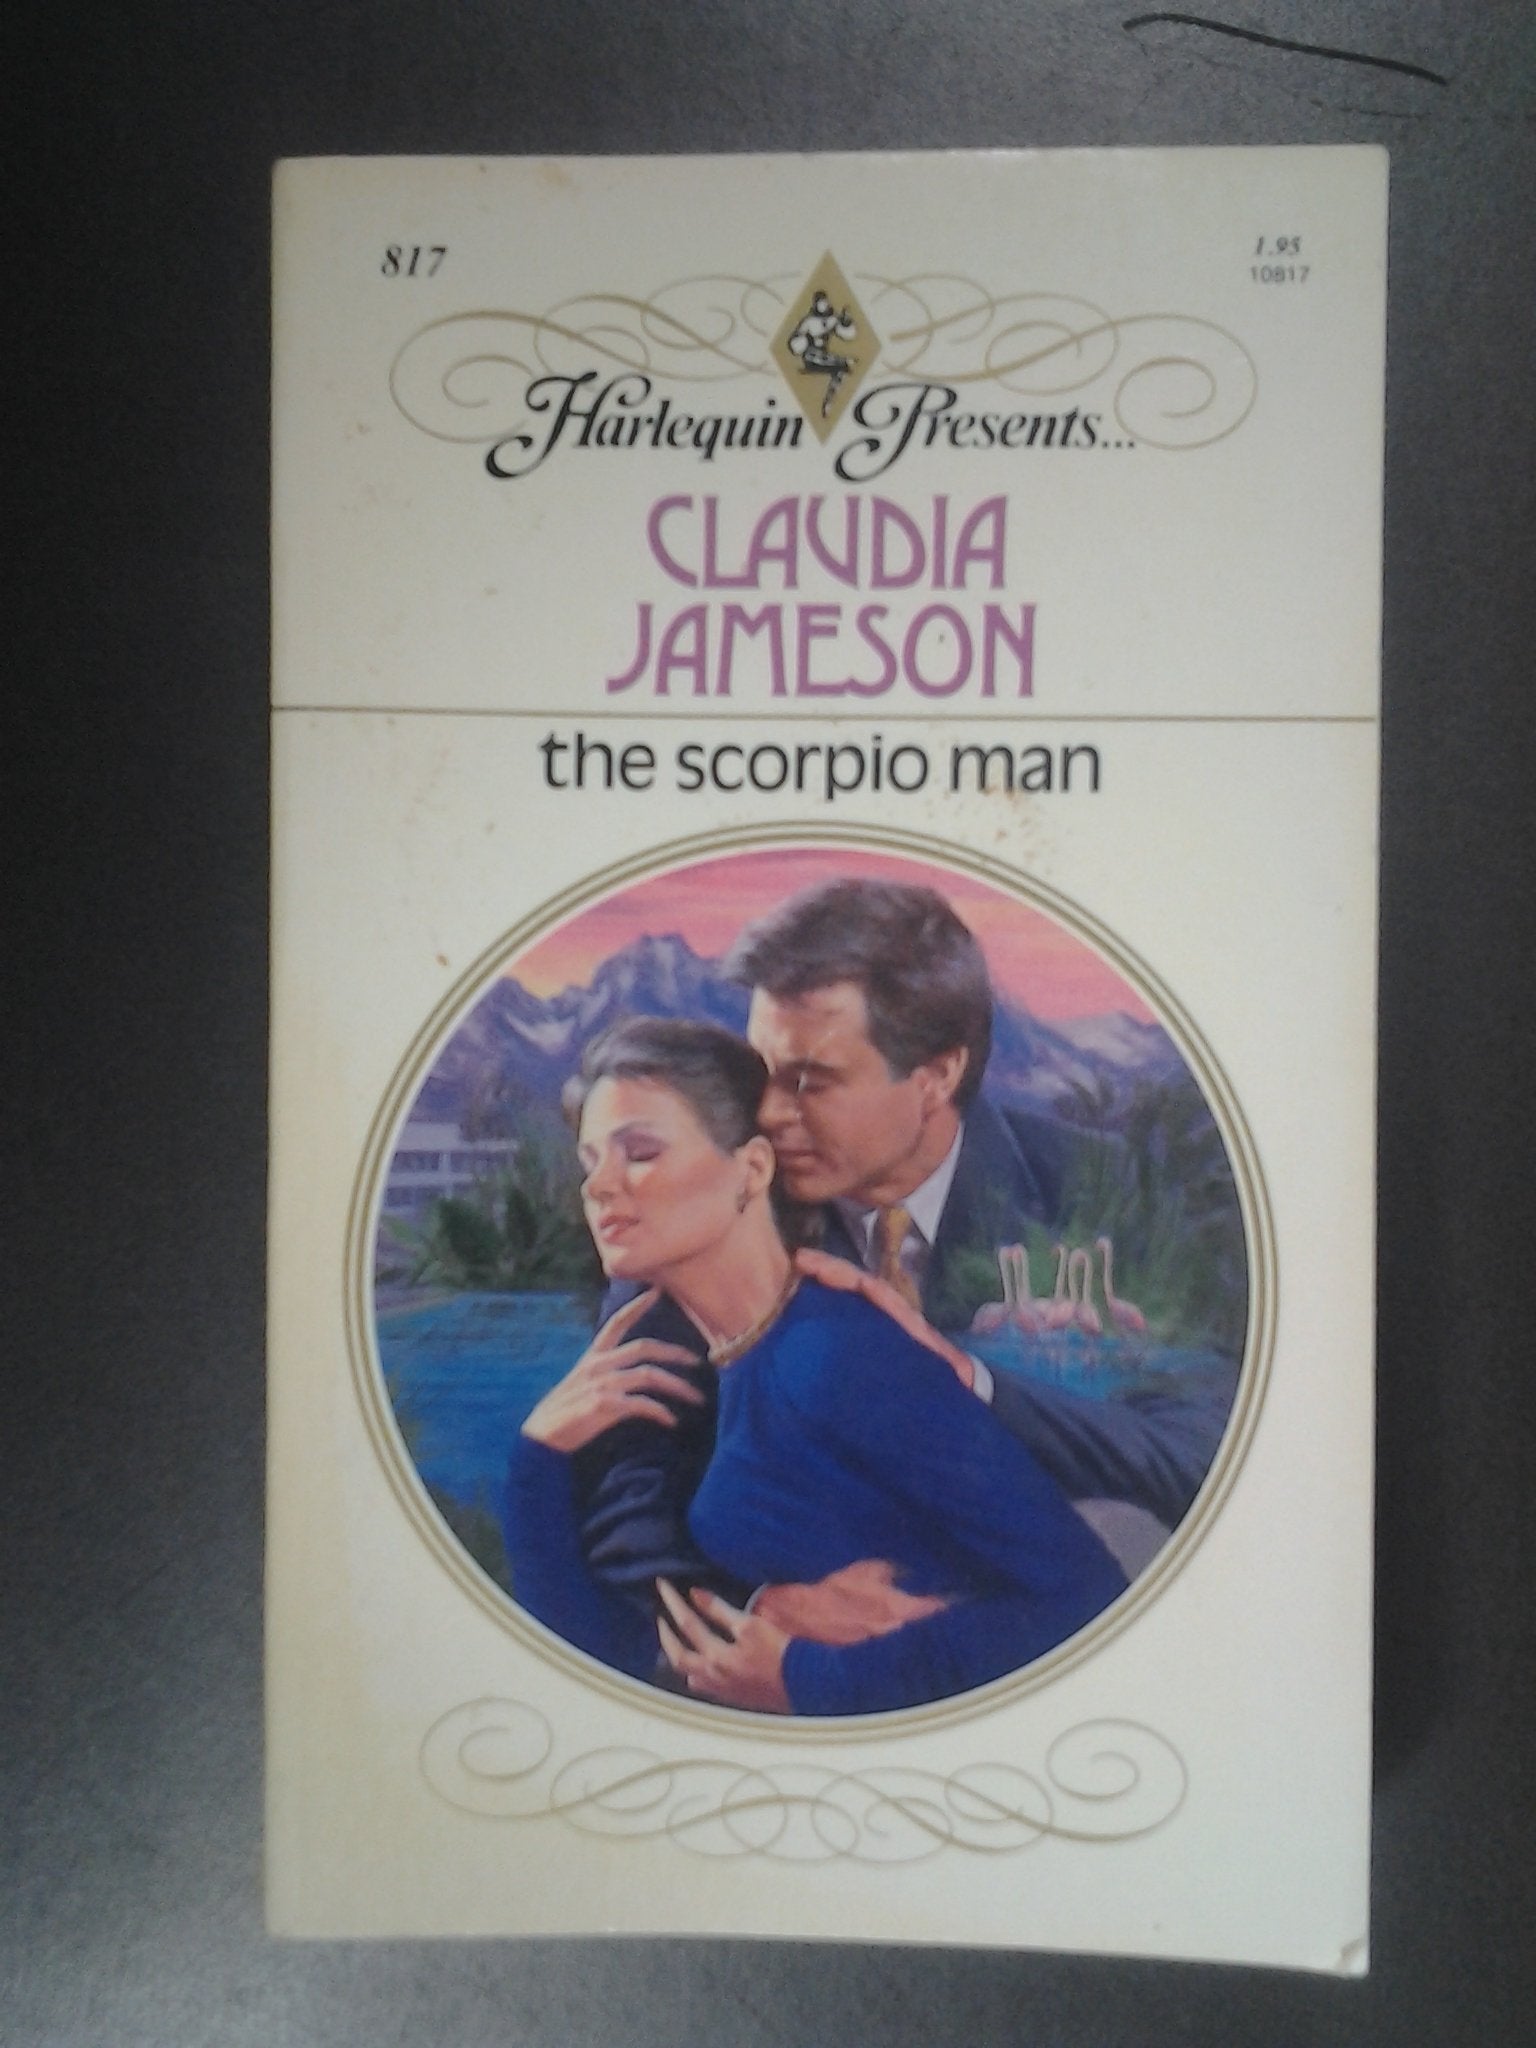 817
1.95
10817
Harlequin Presents...
CLAUDIA
JAMESON
the scorpio man